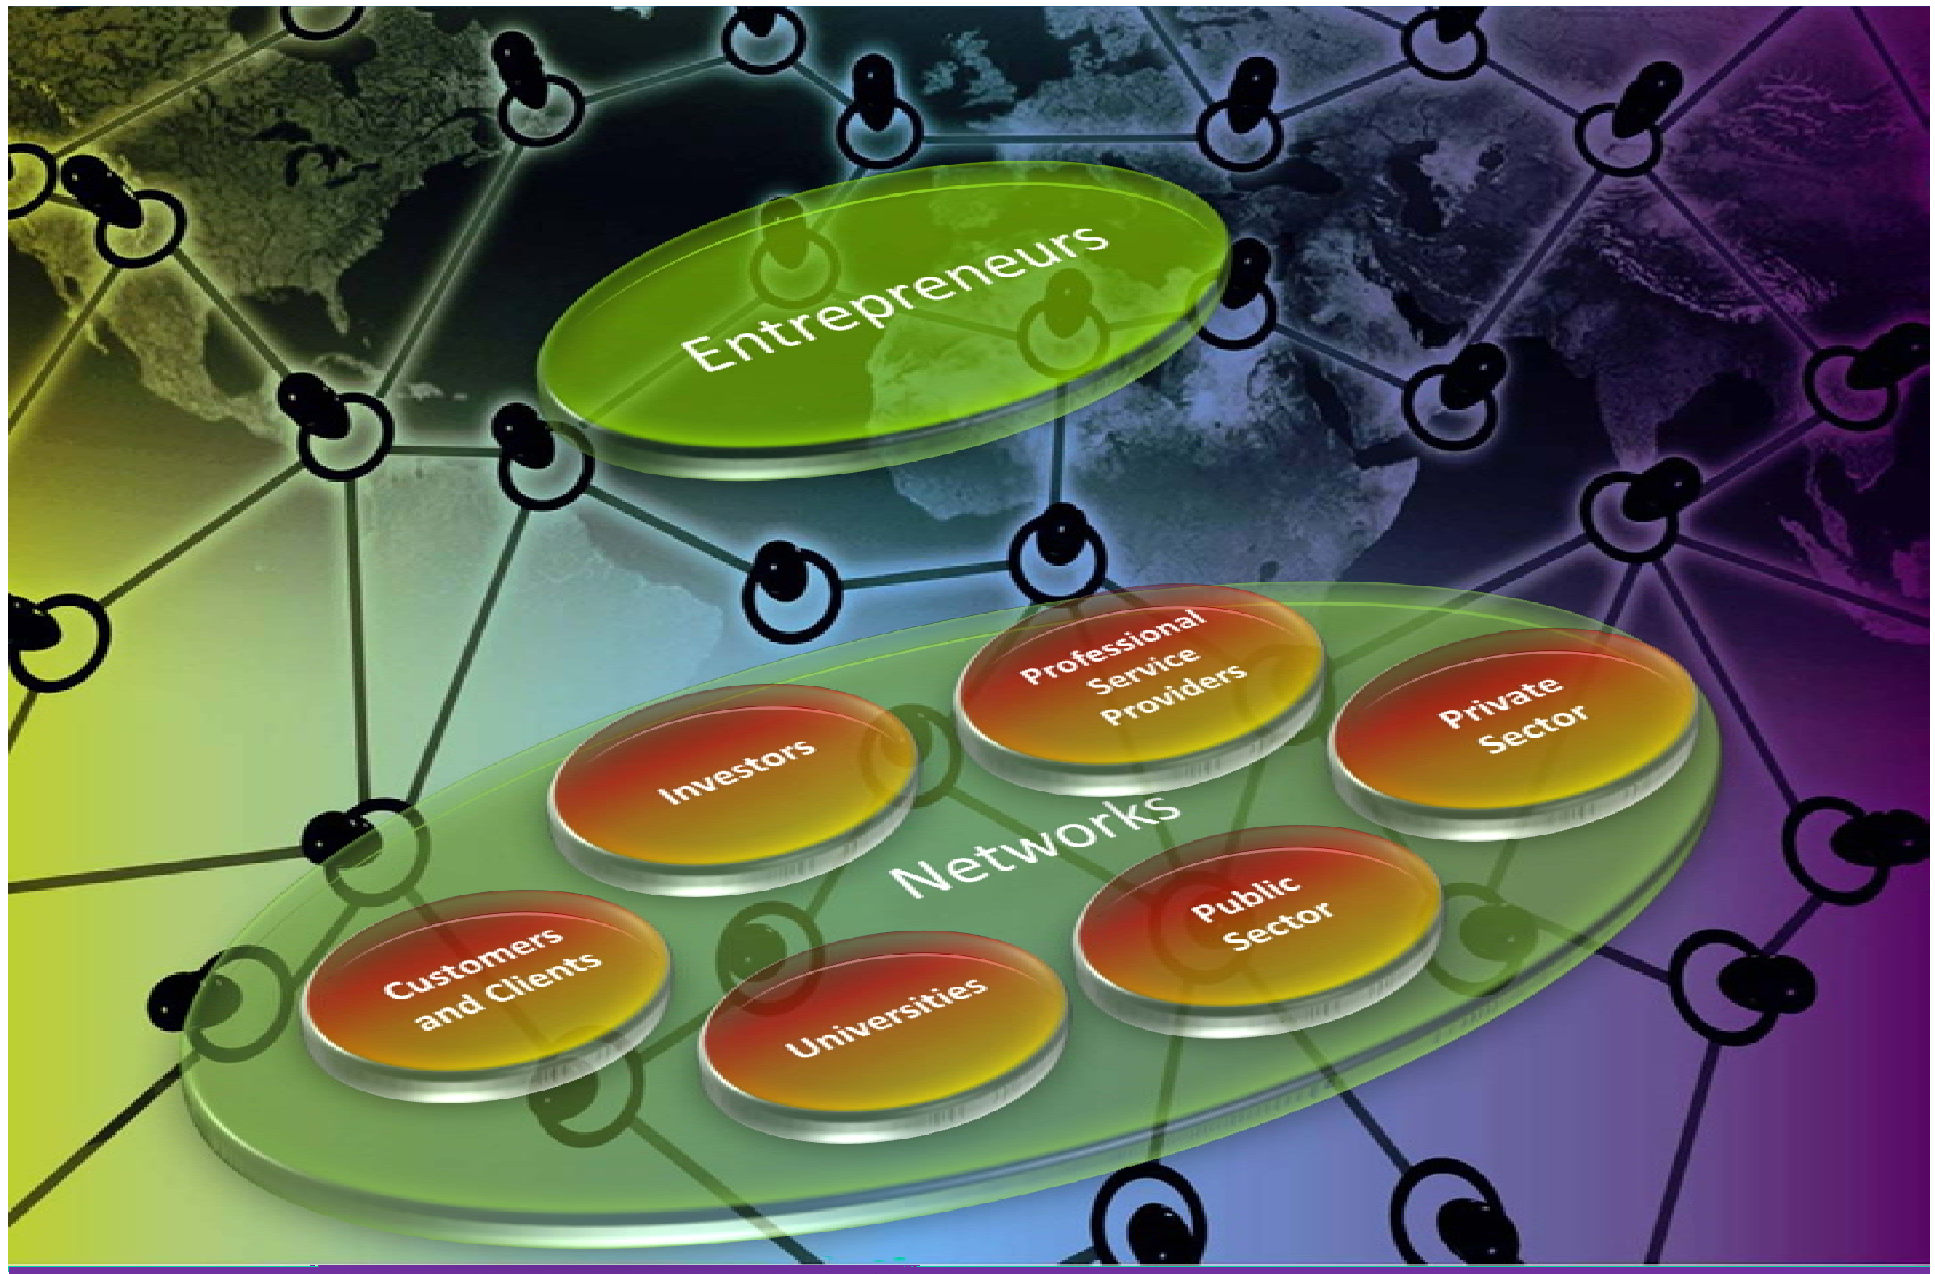 Entrepreneurs
Professional
Service
Providers
Private
Sector
Investors
Networks
Public
Sector
Customers
and Clients
Universities